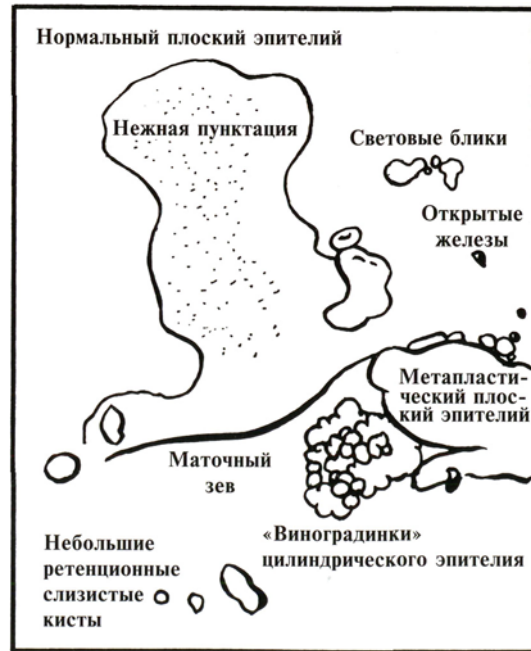 Нормальный плоский эпителий
Нежная пунктация
Световые блики
Открытые
железы
Метапласти-
ческий плос-
кий эпителий
Маточный
зев
«Виноградинки»
цилиндрического эпителия
Небольшие
ретенционные
слизистые
кисты